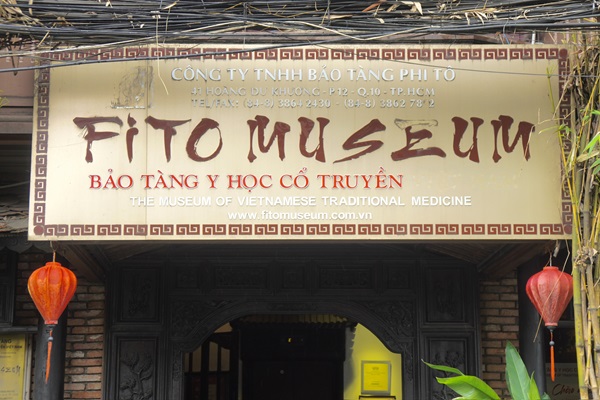 CÔNG TY TNHH BẢO TÀNG PHI TÔ
41 HOÀNG DƯ KHƯƠNG - P.12 - Q.10 - TP.HCM
TEL/FAX: (84-8) 3864 2430 - (84-8) 3862 7812
FITO MUSEUM
BẢO TÀNG Y HỌC CỔ TRUYỀN
THE MUSEUM OF VIETNAMESE TRADITIONAL MEDICINE
www.fitomuseum.com.vn